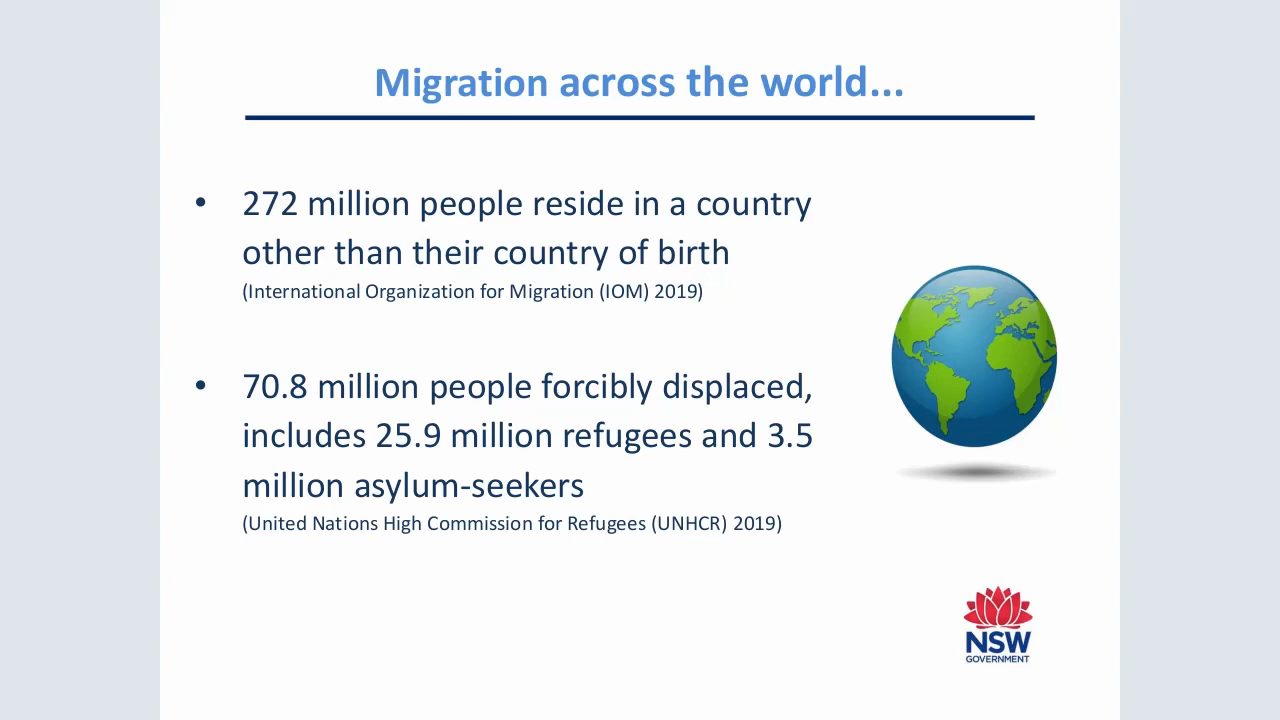 Migration across the world...
• 272 million people reside in a country
other than their country of birth
(International Organization for Migration (IOM) 2019)
• 70.8 million people forcibly displaced,
includes 25.9 million refugees and 3.5
million asylum-seekers
(United Nations High Commission for Refugees (UNHCR) 2019)
NSW
GOVERNMENT